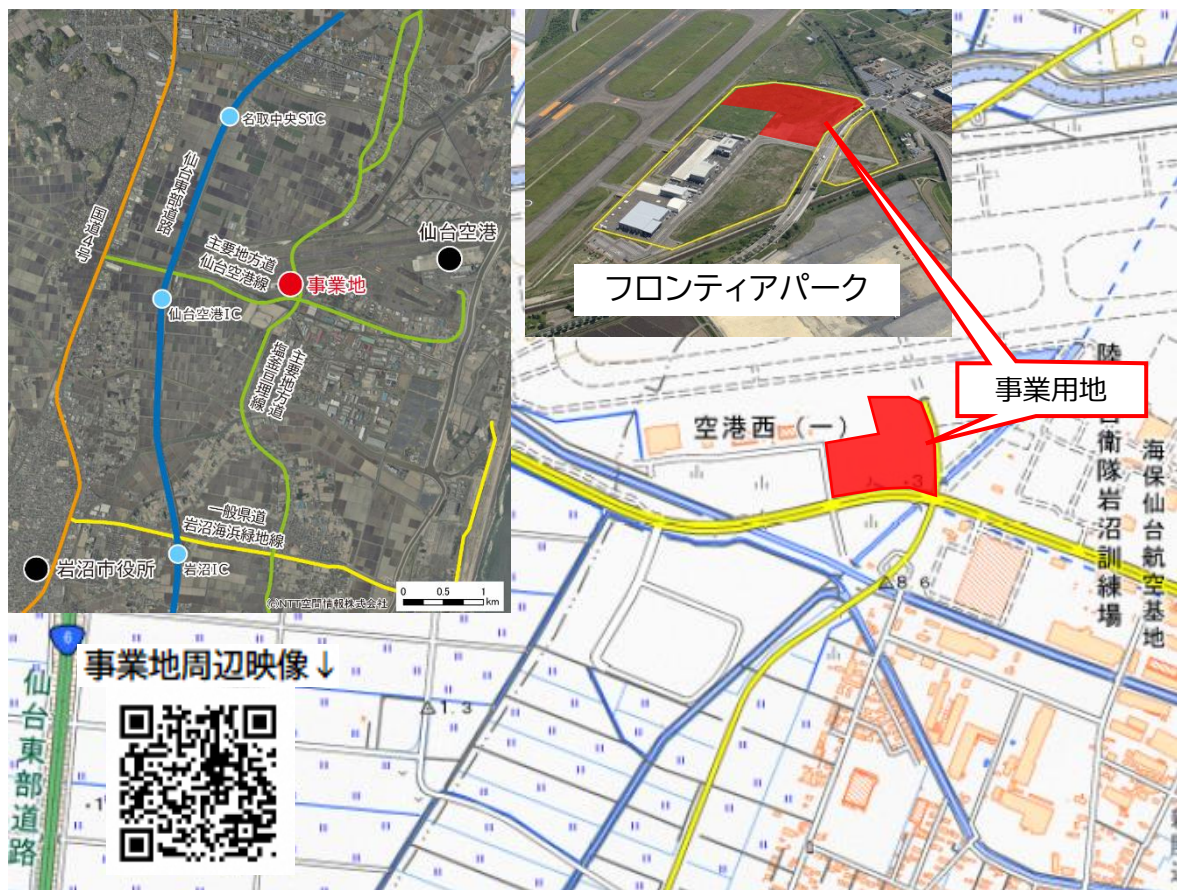 名取中央SIC
仙台東部道路
国道4号
主要地方道
仙台空港線
仙台空港
事業地
仙台空港IC
主要地方道
塩釜亘理線
一般県道
岩沼海浜緑地線
岩沼市役所
岩沼IC
(C)NTT空間情報株式会社
0 0.5 1
km
フロンティアパーク
事業用地
空港西(一)
.3
陸上自衛隊岩沼訓練場
海保仙台航空基地
8.6
6
仙台東部道路
事業地周辺映像↓
1.3